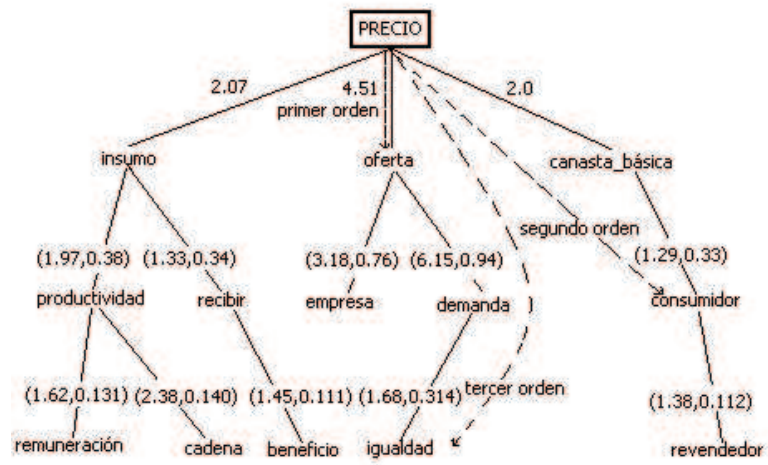 PRECIO
2.07
4.51
2.0
primer orden
insumo
oferta
canasta_básica
segundo orden
(1.97,0.38)
(1.33,0.34)
(3.18,0.76)
(6.15,0.94)
(1.29,0.33)
productividad
recibir
empresa
demanda
consumidor
(1.62,0.131)
(2.38,0.140)
(1.45,0.111)
(1.68,0.314)
tercer orden
(1.38,0.112)
remuneración
cadena
beneficio
igualdad
revendedor